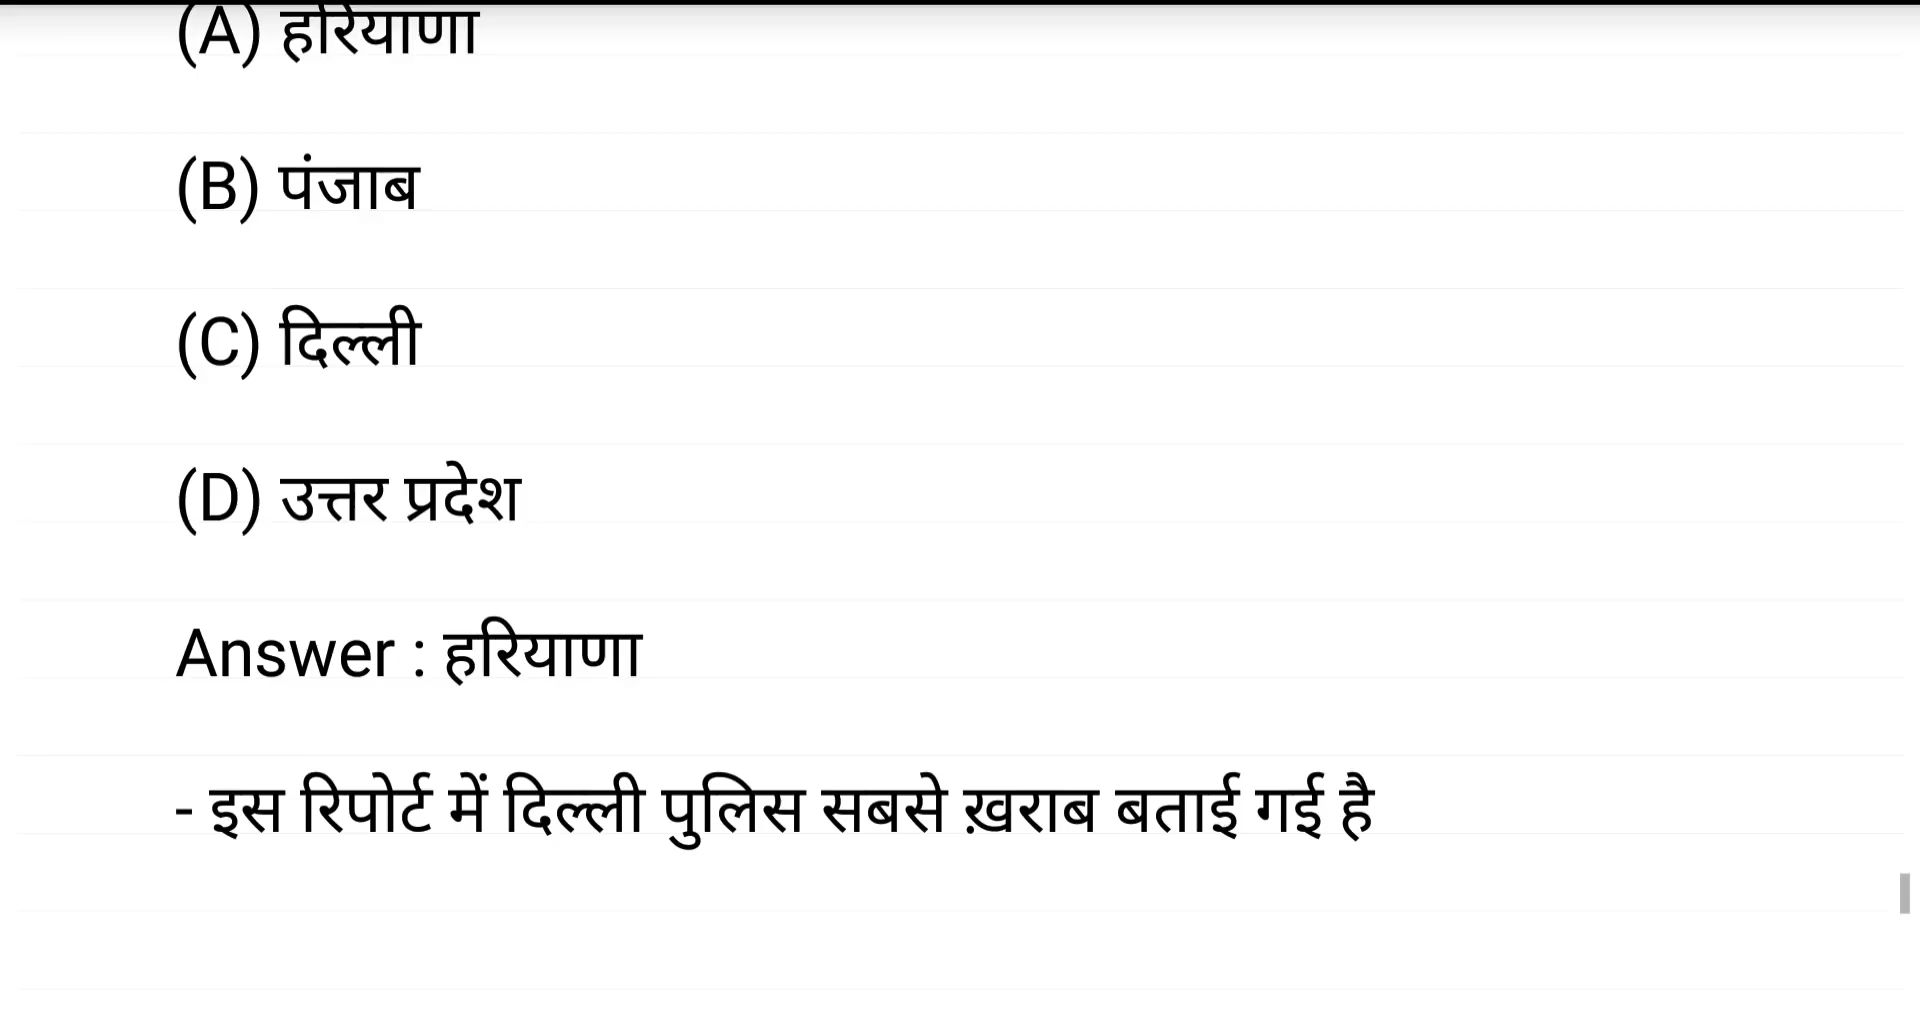 (A) हरियाणा
(B) पंजाब
(C) दिल्ली
(D) उत्तर प्रदेश
Answer : हरियाणा
- इस रिपोर्ट में दिल्ली पुलिस सबसे ख़राब बताई गई है